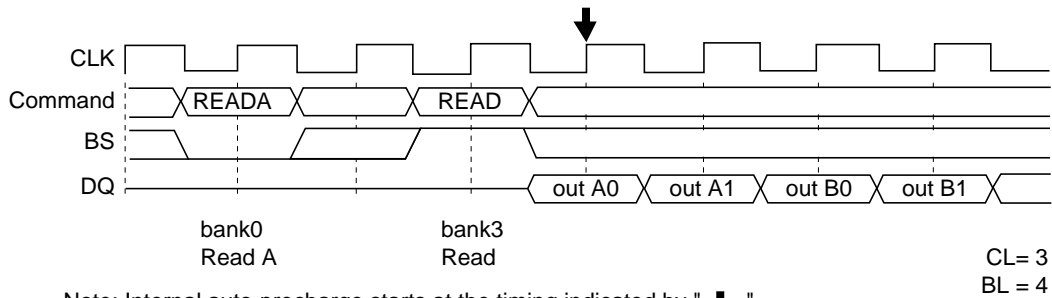 CLK
Command READA READ
BS
DQ out A0 out A1 out B0 out B1
bank0 bank3
Read A Read
CL= 3
BL = 4
Note: Internal auto-precharge starts at the timing indicated by " ".